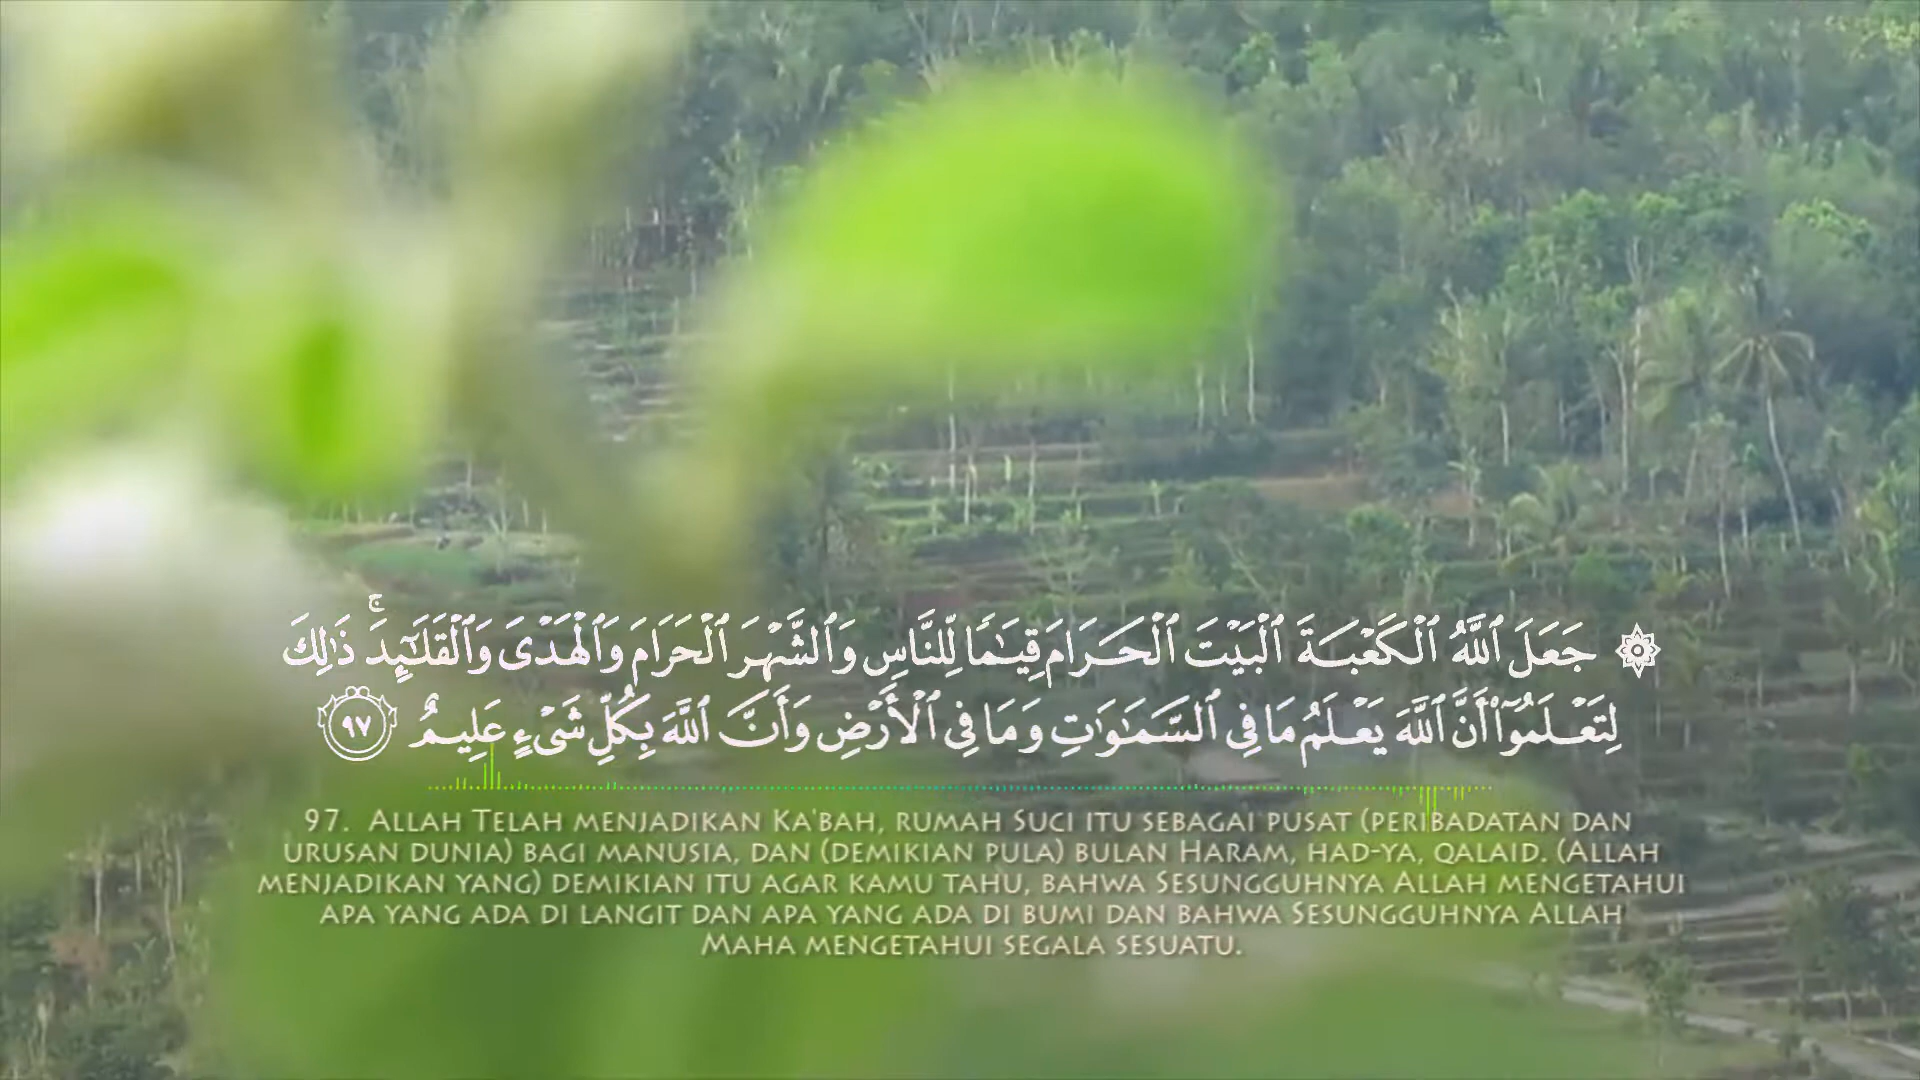 ۞ جَعَلَ ٱللَّهُ ٱلْكَعْبَةَ ٱلْبَيْتَ ٱلْحَرَامَ قِيَـٰمًا لِّلنَّاسِ وَٱلشَّهْرَ ٱلْحَرَامَ وَٱلْهَدْىَ وَٱلْقَلَـٰٓئِدَ ۚ ذَٰلِكَ
لِتَعْلَمُوٓا۟ أَنَّ ٱللَّهَ يَعْلَمُ مَا فِى ٱلسَّمَـٰوَٰتِ وَمَا فِى ٱلْأَرْضِ وَأَنَّ ٱللَّهَ بِكُلِّ شَىْءٍ عَلِيمٌ ٩٧
97. Allah Telah menjadikan Ka'bah, rumah Suci itu sebagai pusat (peribadatan dan
urusan dunia) bagi manusia, dan (demikian pula) bulan Haram, had-ya, qalaid. (Allah
menjadikan yang) demikian itu agar kamu tahu, bahwa Sesungguhnya Allah mengetahui
apa yang ada di langit dan apa yang ada di bumi dan bahwa Sesungguhnya Allah
Maha mengetahui segala sesuatu.